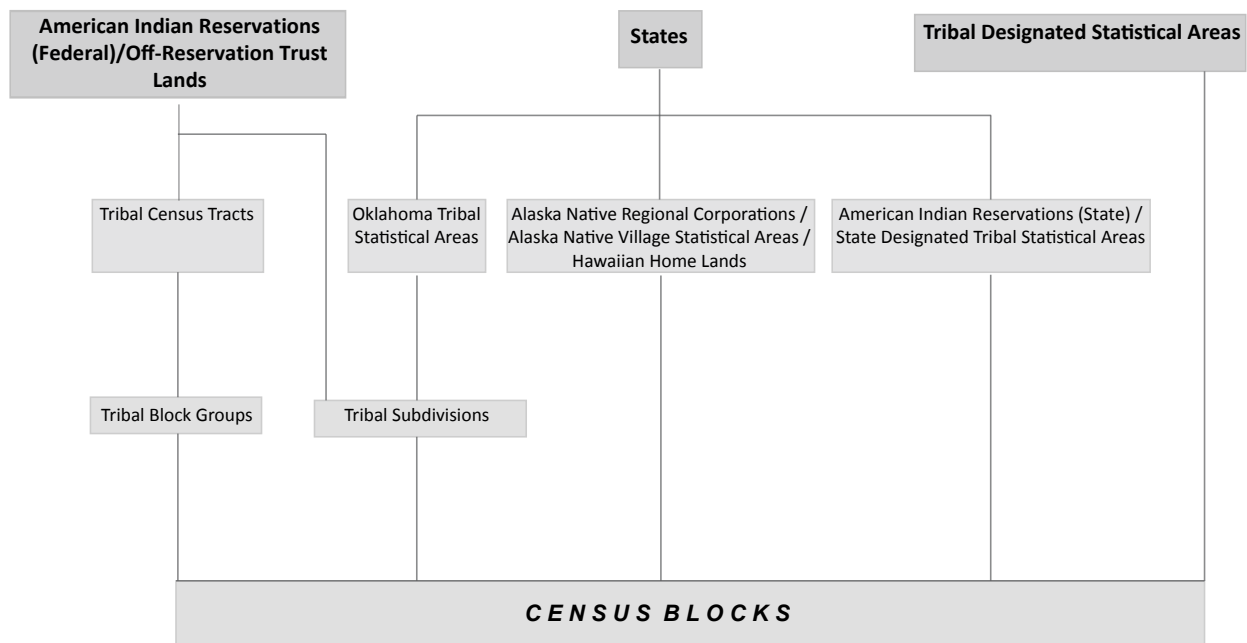 American Indian Reservations
(Federal)/Off-Reservation Trust
Lands
States
Tribal Designated Statistical Areas
Tribal Census Tracts
Oklahoma Tribal
Statistical Areas
Alaska Native Regional Corporations /
Alaska Native Village Statistical Areas /
Hawaiian Home Lands
American Indian Reservations (State) /
State Designated Tribal Statistical Areas
Tribal Block Groups
Tribal Subdivisions
CENSUS BLOCKS